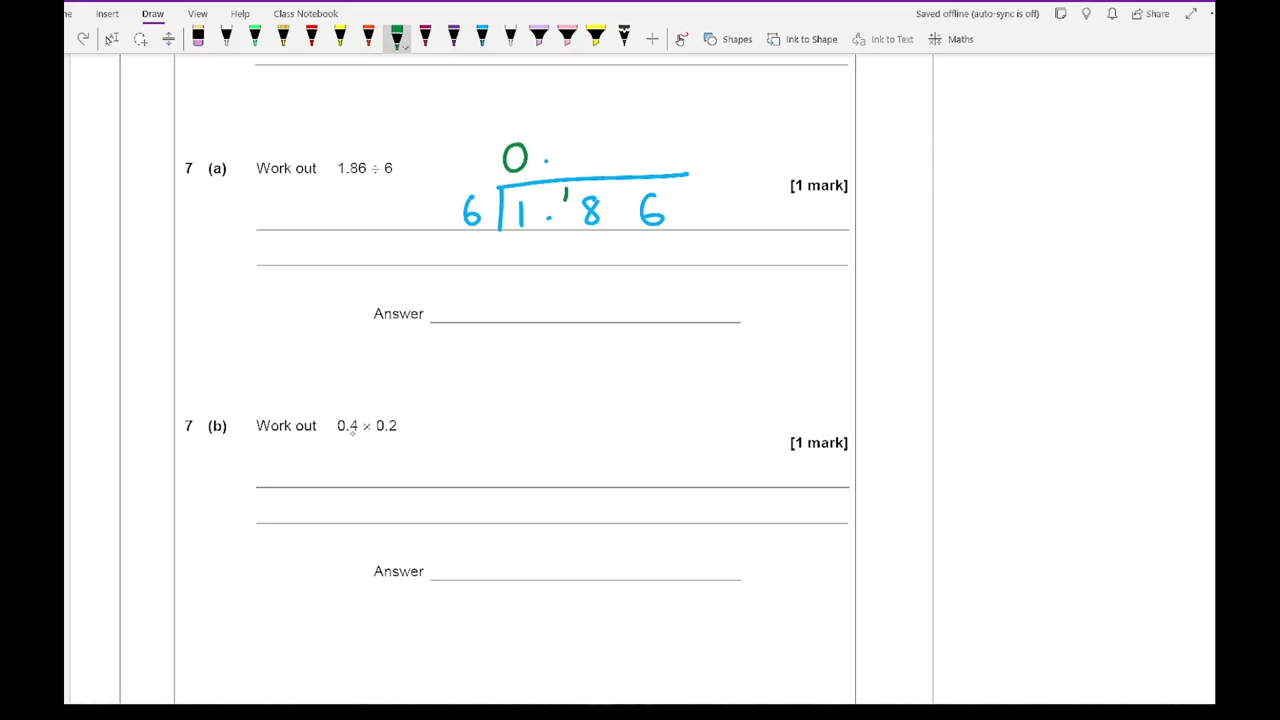 me Insert Draw View Help Class Notebook Saved offline (auto-sync is off) Share
Shapes Ink to Shape Ink to Text Maths
0 .
7 (a) Work out 1.86 ÷ 6
[1 mark]
6 1 . 1 8 6
Answer
7 (b) Work out 0.4 × 0.2
[1 mark]
Answer